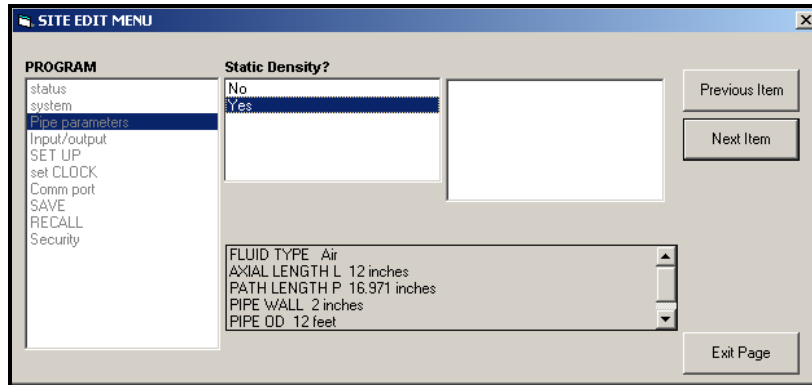 SITE EDIT MENU
PROGRAM
status
system
Pipe parameters
Input/output
SET UP
set CLOCK
Comm port
SAVE
RECALL
Security
Static Density?
No
Yes
Previous Item
Next Item
FLUID TYPE Air
AXIAL LENGTH L 12 inches
PATH LENGTH P 16.971 inches
PIPE WALL 2 inches
PIPE OD 12 feet
Exit Page